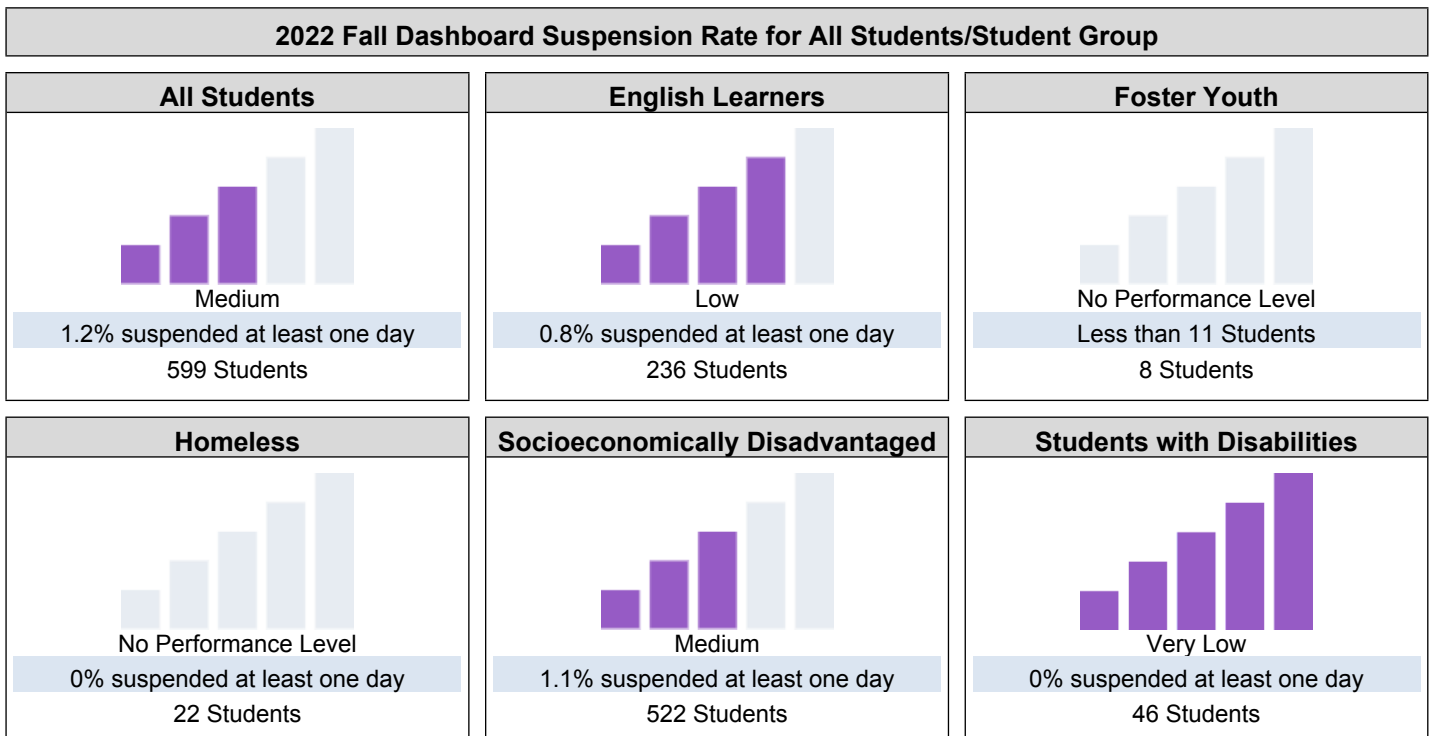 2022 Fall Dashboard Suspension Rate for All Students/Student Group
All Students
Medium
1.2% suspended at least one day
599 Students
English Learners
Low
0.8% suspended at least one day
236 Students
Foster Youth
No Performance Level
Less than 11 Students
8 Students
Homeless
No Performance Level
0% suspended at least one day
22 Students
Socioeconomically Disadvantaged
Medium
1.1% suspended at least one day
522 Students
Students with Disabilities
Very Low
0% suspended at least one day
46 Students